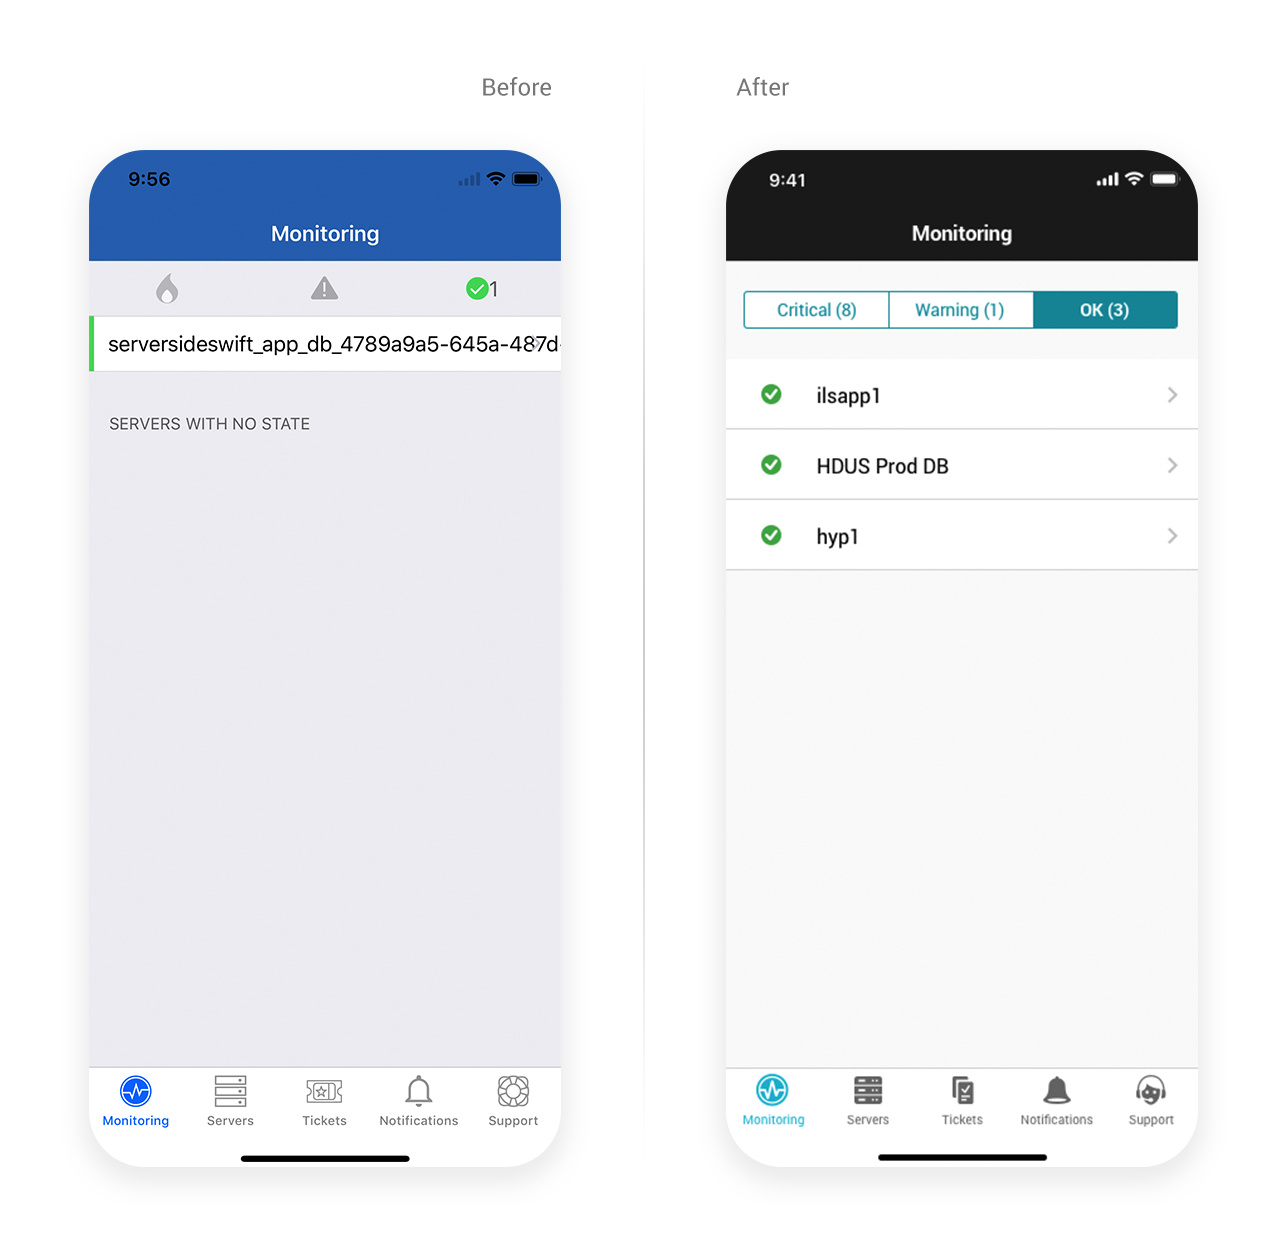 Before
After
9:56
Monitoring
1
serversideswift_app_db_4789a9a5-645a-487d-
SERVERS WITH NO STATE
Monitoring
Servers
Tickets
Notifications
Support
9:41
Monitoring
Critical (8)
Warning (1)
OK (3)
ilsapp1
HDUS Prod DB
hyp1
Monitoring
Servers
Tickets
Notifications
Support